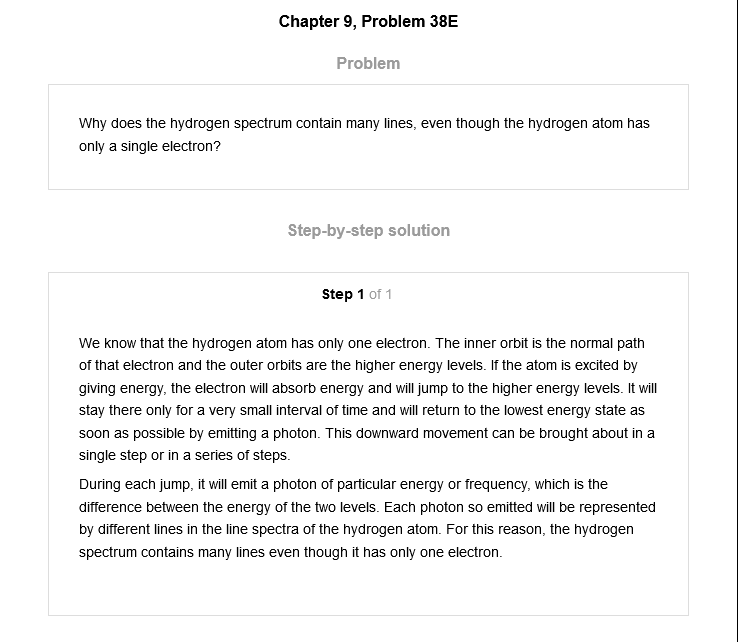 Chapter 9, Problem 38E
Problem
Why does the hydrogen spectrum contain many lines, even though the hydrogen atom has
only a single electron?
Step-by-step solution
Step 1 of 1
We know that the hydrogen atom has only one electron. The inner orbit is the normal path
of that electron and the outer orbits are the higher energy levels. If the atom is excited by
giving energy, the electron will absorb energy and will jump to the higher energy levels. It will
stay there only for a very small interval of time and will return to the lowest energy state as
soon as possible by emitting a photon. This downward movement can be brought about in a
single step or in a series of steps.
During each jump, it will emit a photon of particular energy or frequency, which is the
difference between the energy of the two levels. Each photon so emitted will be represented
by different lines in the line spectra of the hydrogen atom. For this reason, the hydrogen
spectrum contains many lines even though it has only one electron.